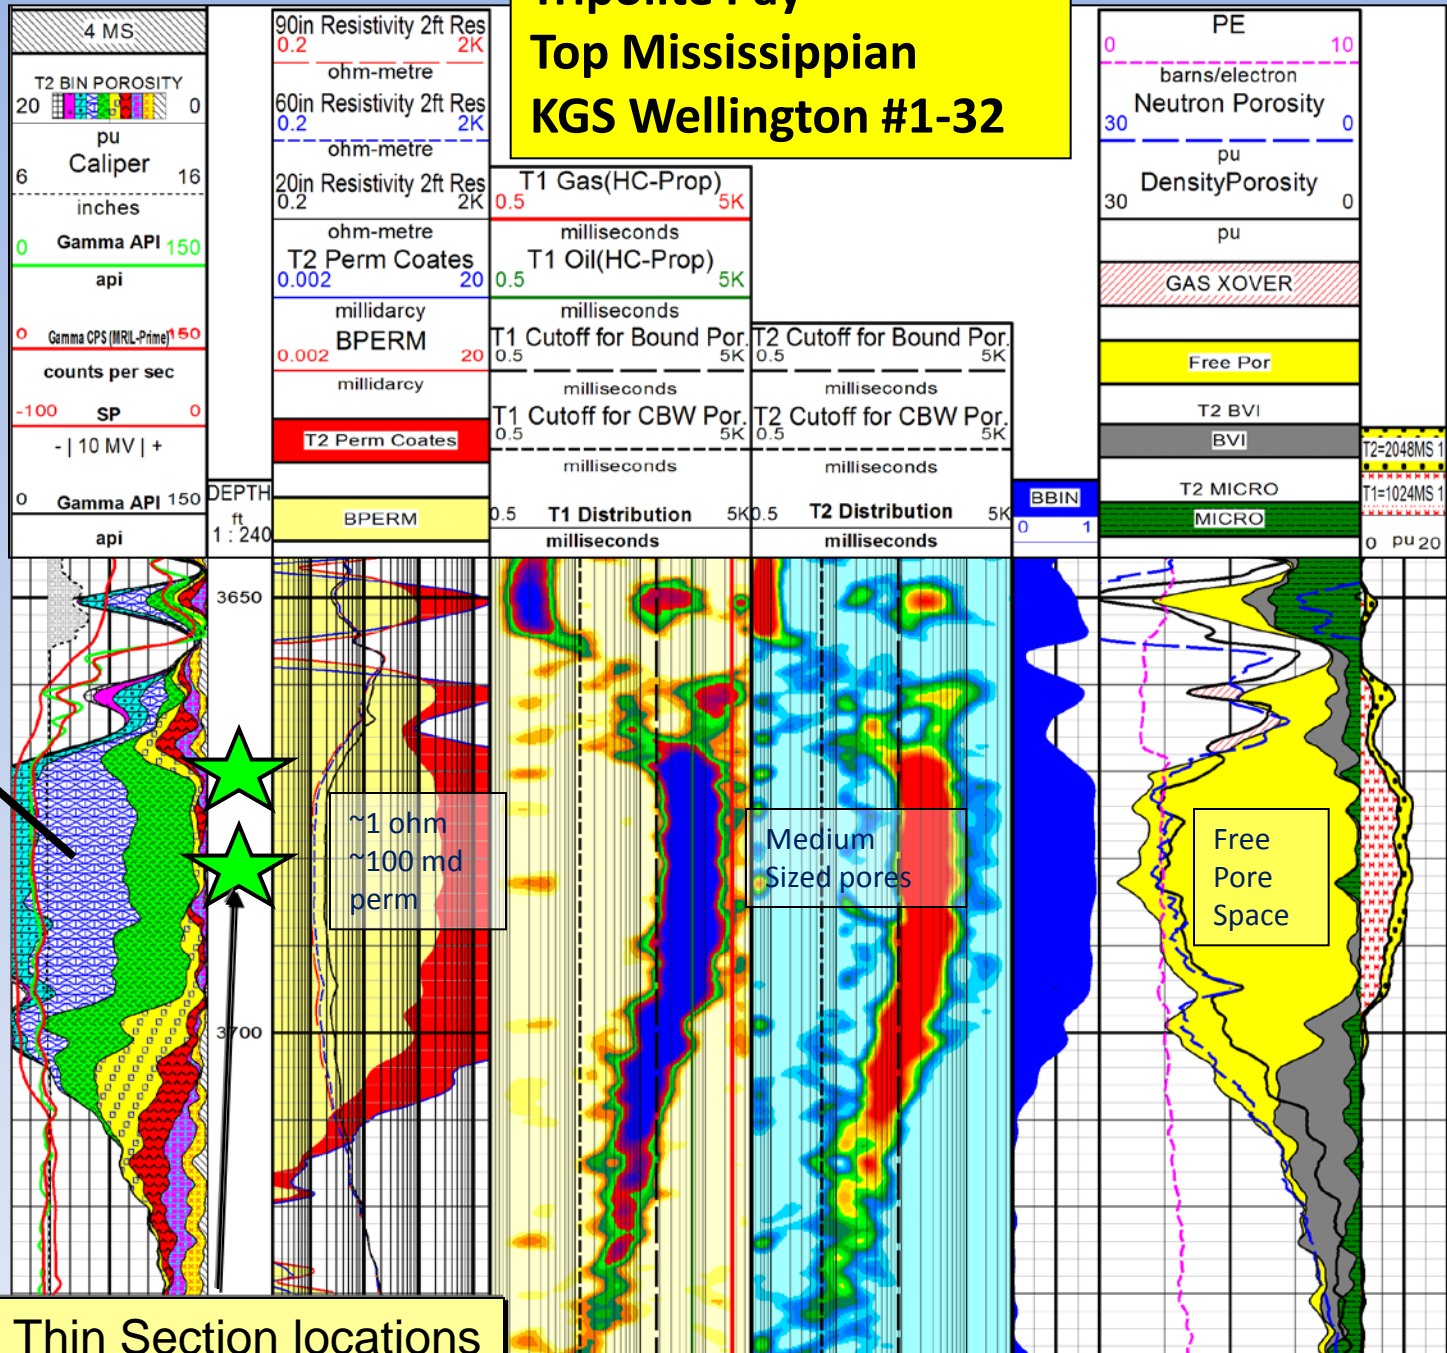 Tripolite Pay
Top Mississippian
KGS Wellington #1-32
4 MS
T2 BIN POROSITY
20 0
pu
Caliper
6 16
inches
0 Gamma API 150
api
0 Gamma CPS (MRIL-Prime) 150
counts per sec
-100 SP 0
- | 10 MV | +
0 Gamma API 150
api
DEPTH
ft
1 : 240
90in Resistivity 2ft Res
0.2 2K
ohm-metre
60in Resistivity 2ft Res
0.2 2K
ohm-metre
20in Resistivity 2ft Res
0.2 2K
ohm-metre
T2 Perm Coates
0.002 20
millidarcy
BPERM
0.002 20
millidarcy
T2 Perm Coates
BPERM
T1 Gas(HC-Prop)
0.5 5K
milliseconds
T1 Oil(HC-Prop)
0.5 5K
milliseconds
T1 Cutoff for Bound Por.
0.5 5K
milliseconds
T1 Cutoff for CBW Por.
0.5 5K
milliseconds
0.5 T1 Distribution 5K
milliseconds
T2 Cutoff for Bound Por.
0.5 5K
milliseconds
T2 Cutoff for CBW Por.
0.5 5K
milliseconds
0.5 T2 Distribution 5K
milliseconds
BBIN
0 1
PE
0 10
barns/electron
Neutron Porosity
30 0
pu
DensityPorosity
30 0
pu
GAS XOVER
Free Por
T2 BVI
BVI
T2 MICRO
MICRO
T2=2048MS 1
T1=1024MS 1
0 pu 20
3650
~1 ohm
~100 md
perm
Medium
Sized pores
Free
Pore
Space
3700
Thin Section locations